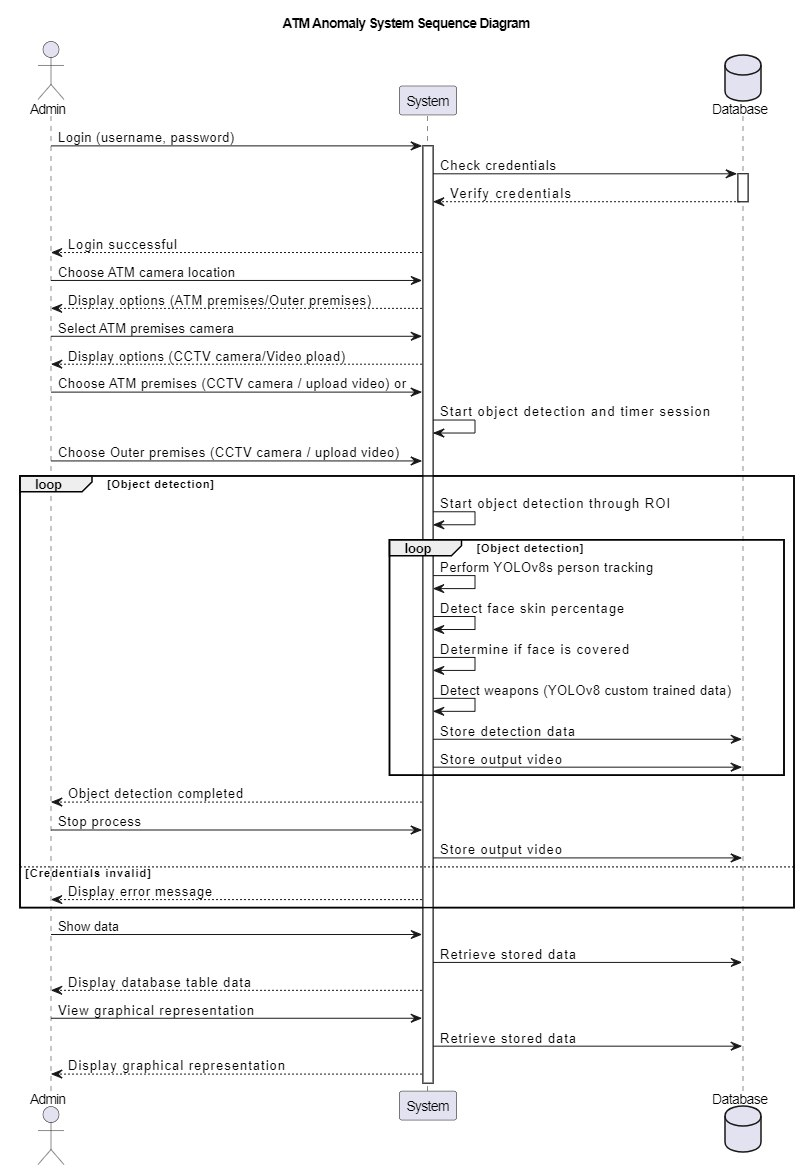 ATM Anomaly System Sequence Diagram
Admin
System
Database
Login (username, password)
Check credentials
Verify credentials
Login successful
Choose ATM camera location
Display options (ATM premises/Outer premises)
Select ATM premises camera
Display options (CCTV camera/Video pload)
Choose ATM premises (CCTV camera / upload video) or
Start object detection and timer session
Choose Outer premises (CCTV camera / upload video)
loop [Object detection]
Start object detection through ROI
loop [Object detection]
Perform YOLOv8s person tracking
Detect face skin percentage
Determine if face is covered
Detect weapons (YOLOv8 custom trained data)
Store detection data
Store output video
Object detection completed
Stop process
Store output video
[Credentials invalid]
Display error message
Show data
Retrieve stored data
Display database table data
View graphical representation
Retrieve stored data
Display graphical representation
Admin
System
Database